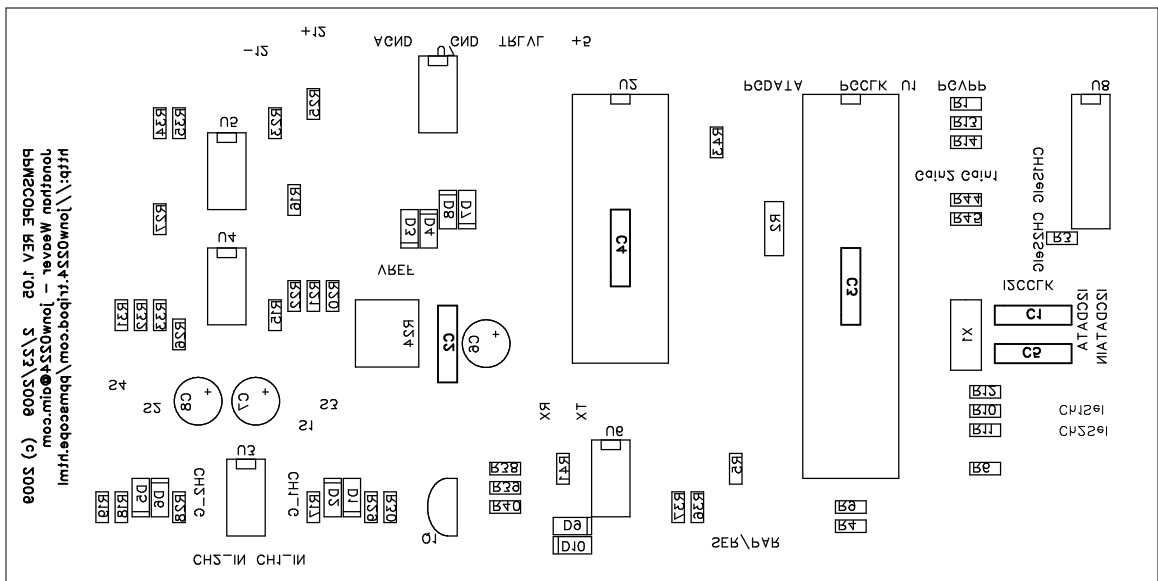 +12
-12
AGND
U7
GND
TRLVL
+5
U2
PGDATA
PGCLK
U1
PGVPP
U8
R25
R34
R35
U5
R23
R43
R1
R13
R14
CH1SelG
CH2SelG
Gain2
Gain1
R16
R27
D3
D4
D8
D7
R44
R45
R2
C4
R3
U4
VREF
C3
I2CCLK
R22
R21
R20
R31
R32
R33
R26
R15
R24
C2
C6
+
X1
C1
C5
I2CDATA
I2CDATAIN
http://jonw0224.tripod.com/ppmscope.html
Jonathan Weaver - jonw0224@aim.com
PPMSCOPE REV 1.05 2/23/2009 (c) 2009
S4
S2
C8
+
C7
+
S3
S1
RX
TX
R12
R10
R11
Ch1Sel
Ch2Sel
U3
U6
R38
R39
R40
R41
R5
R6
R19
R18
D5
D6
R28
CH2_G
CH1_G
R17
D2
D1
R29
R30
Q1
D9
D10
R37
R36
R9
R4
SER/PAR
CH2_IN
CH1_IN